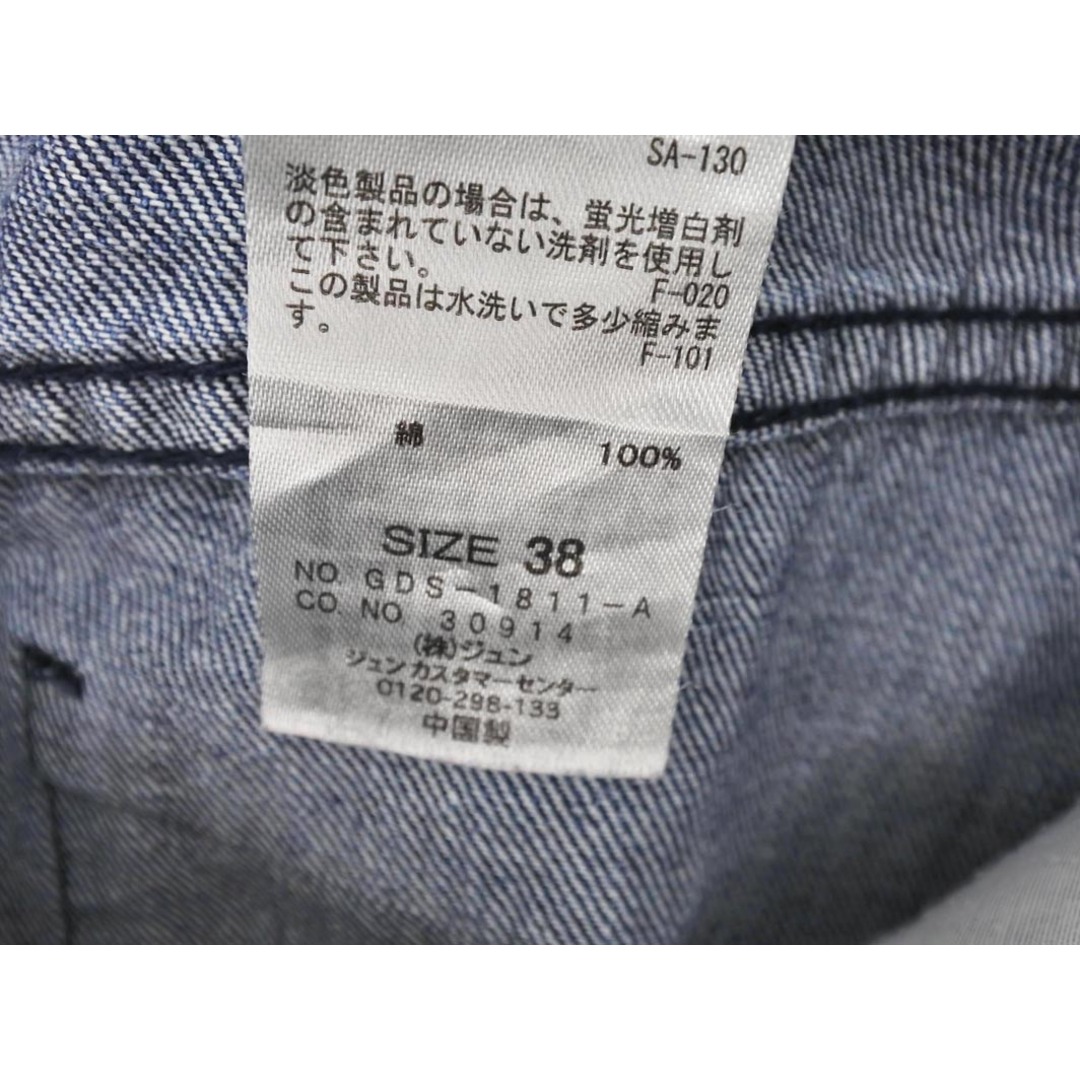 SA-130
淡色製品の場合は、蛍光増白剤
の含まれていない洗剤を使用し
て下さい。
F-020
この製品は水洗いで多少縮みま
す。
F-101
綿 100%
SIZE 38
NO. GDS-1811-A
CO. NO. 30914
(株)ジュン
ジュンカスタマーセンター
0120-298-133
中国製